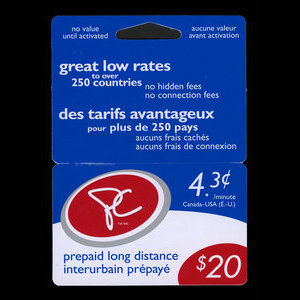 no value
until activated
aucune valeur
avant activation
great low rates
to over
250 countries
no hidden fees
no connection fees
des tarifs avantageux
pour plus de 250 pays
aucuns frais cachés
aucuns frais de connexion
PC
4.3¢
/minute
Canada-USA (É.-U.)
prepaid long distance
interurbain prépayé
$20